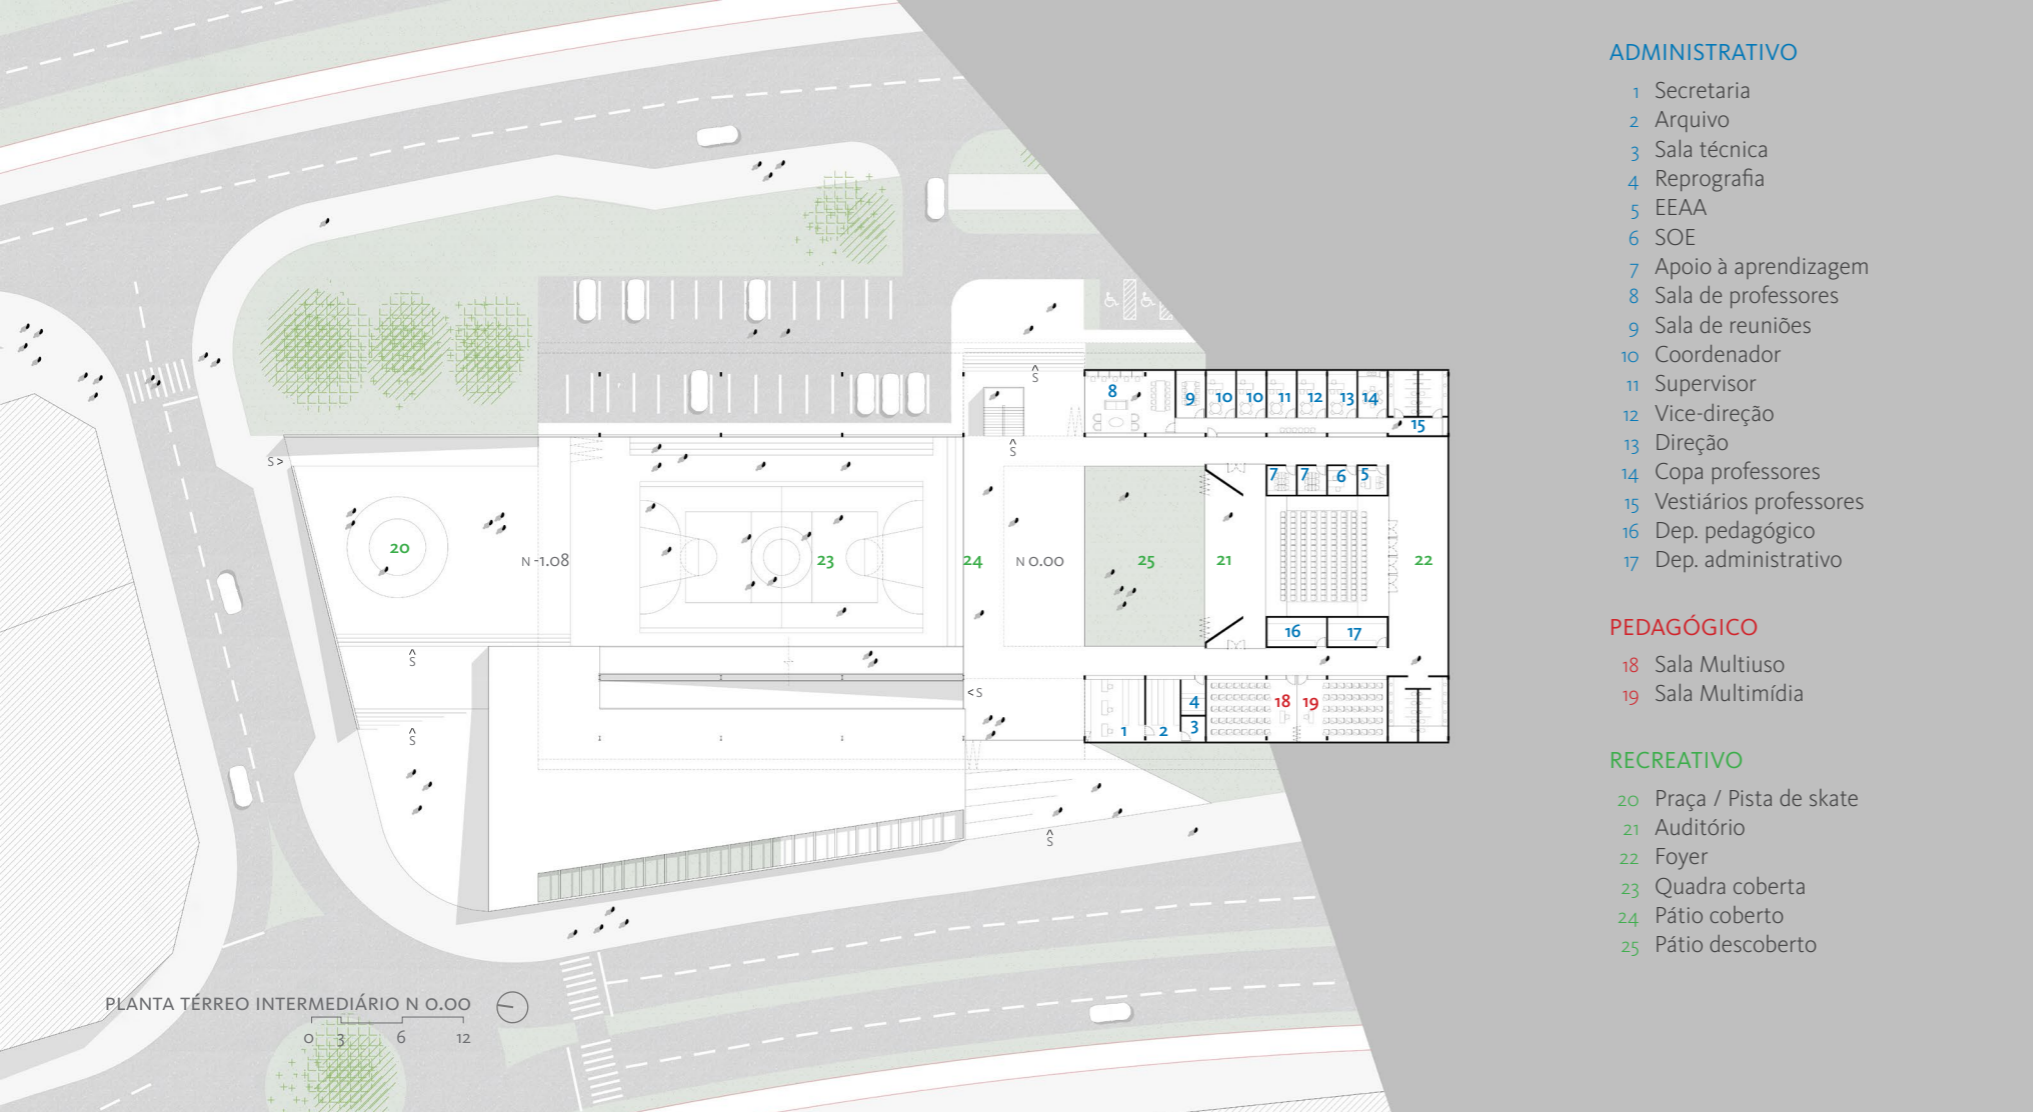 ADMINISTRATIVO
1 Secretaria
2 Arquivo
3 Sala técnica
4 Reprografia
5 EEAA
6 SOE
7 Apoio à aprendizagem
8 Sala de professores
9 Sala de reuniões
10 Coordenador
11 Supervisor
12 Vice-direção
13 Direção
14 Copa professores
15 Vestiários professores
16 Dep. pedagógico
17 Dep. administrativo
PEDAGÓGICO
18 Sala Multiuso
19 Sala Multimídia
RECREATIVO
20 Praça / Pista de skate
21 Auditório
22 Foyer
23 Quadra coberta
24 Pátio coberto
25 Pátio descoberto
S
8 9 10 10 11 12 13 14
15
S
S >
7 7 6 5
20 N -1.08 23 24 N 0.00 25 21 22
16 17
S
< S
4 18 19
S 1 2 3
S
PLANTA TÉRREO INTERMEDIÁRIO N 0.00
0 3 6 12